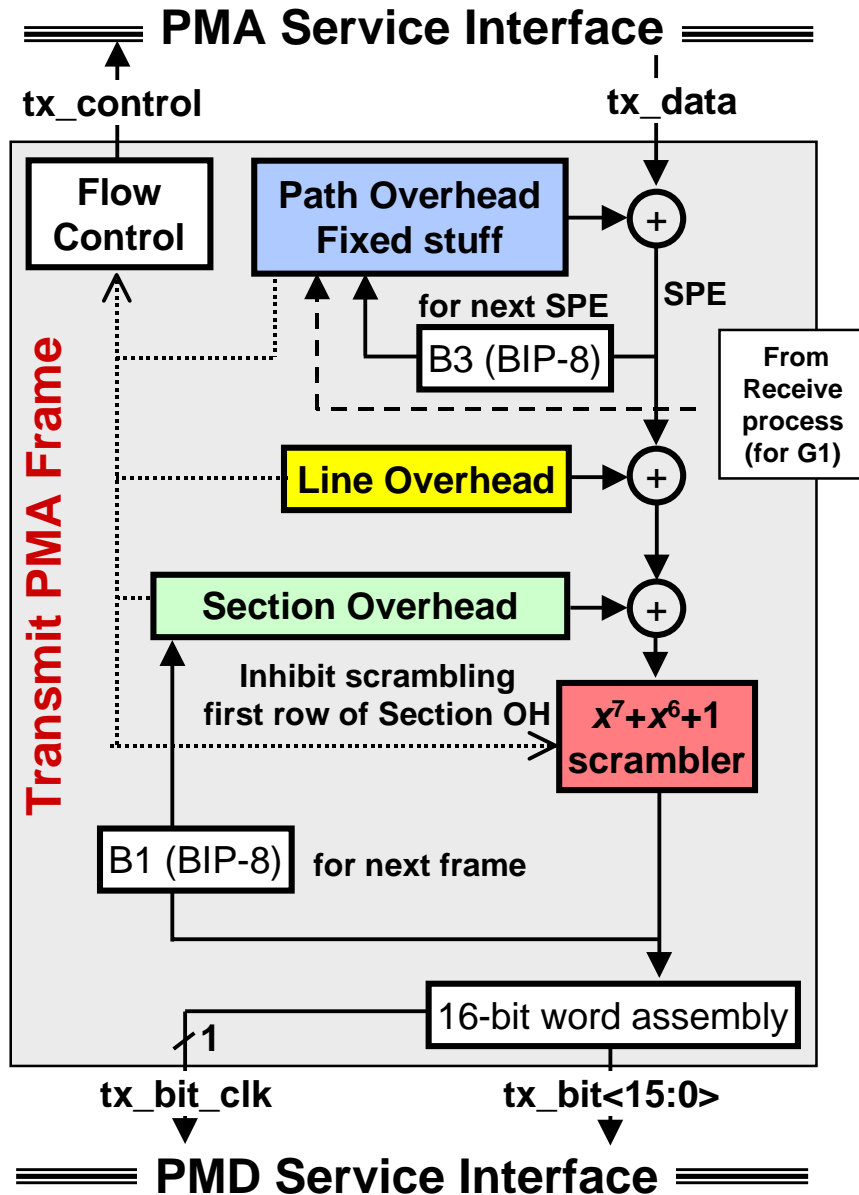 PMA Service Interface
tx_control
tx_data
Flow
Control
Path Overhead
Fixed stuff
+
SPE
for next SPE
B3 (BIP-8)
From
Receive
process
(for G1)
Transmit PMA Frame
Line Overhead
+
Section Overhead
+
Inhibit scrambling
first row of Section OH
x⁷+x⁶+1
scrambler
B1 (BIP-8)
for next frame
16-bit word assembly
1
tx_bit_clk
tx_bit<15:0>
PMD Service Interface